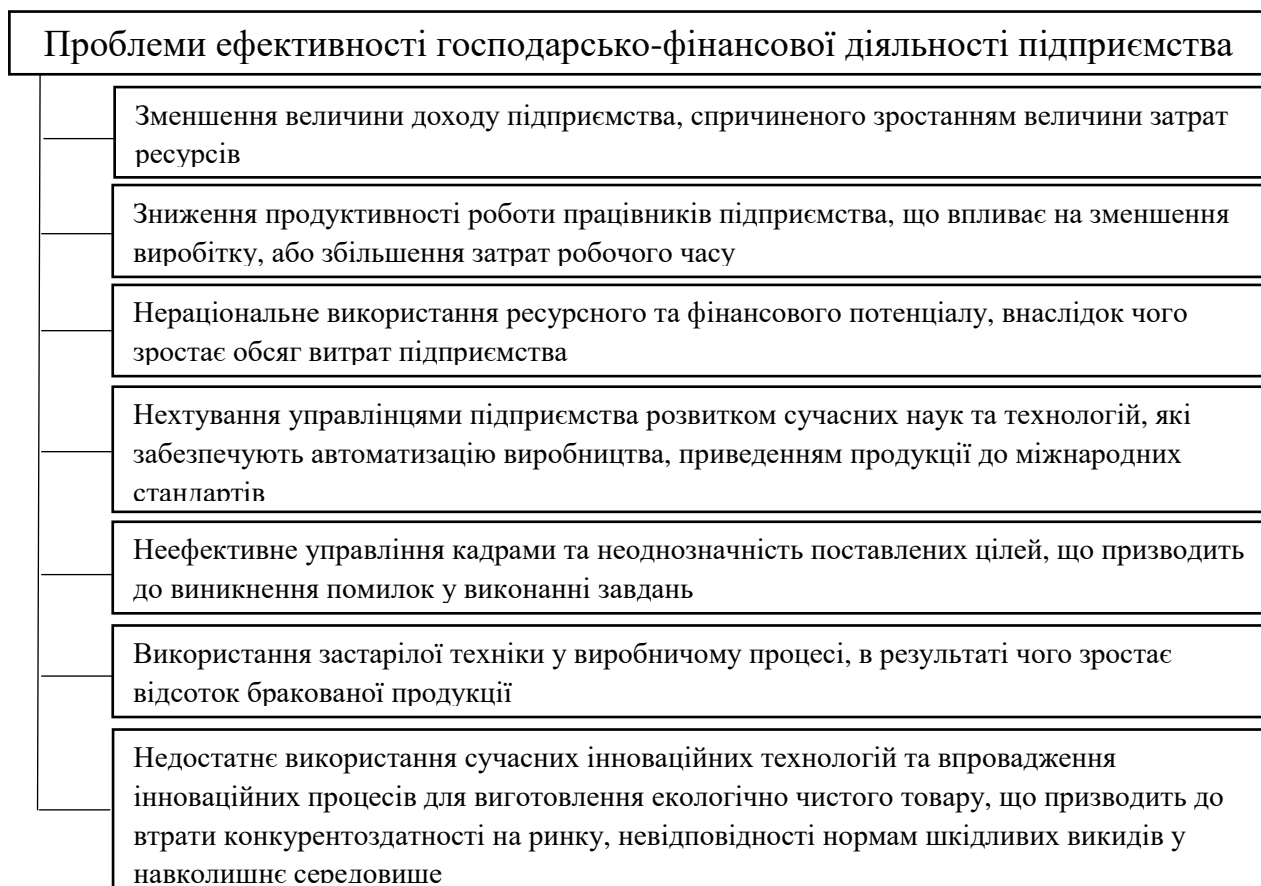 Проблеми ефективності господарсько-фінансової діяльності підприємства
Зменшення величини доходу підприємства, спричиненого зростанням величини затрат
ресурсів
Зниження продуктивності роботи працівників підприємства, що впливає на зменшення
виробітку, або збільшення затрат робочого часу
Нераціональне використання ресурсного та фінансового потенціалу, внаслідок чого
зростає обсяг витрат підприємства
Нехтування управлінцями підприємства розвитком сучасних наук та технологій, які
забезпечують автоматизацію виробництва, приведенням продукції до міжнародних
стандартів
Неефективне управління кадрами та неоднозначність поставлених цілей, що призводить
до виникнення помилок у виконанні завдань
Використання застарілої техніки у виробничому процесі, в результаті чого зростає
відсоток бракованої продукції
Недостатнє використання сучасних інноваційних технологій та впровадження
інноваційних процесів для виготовлення екологічно чистого товару, що призводить до
втрати конкурентоздатності на ринку, невідповідності нормам шкідливих викидів у
навколишнє середовище